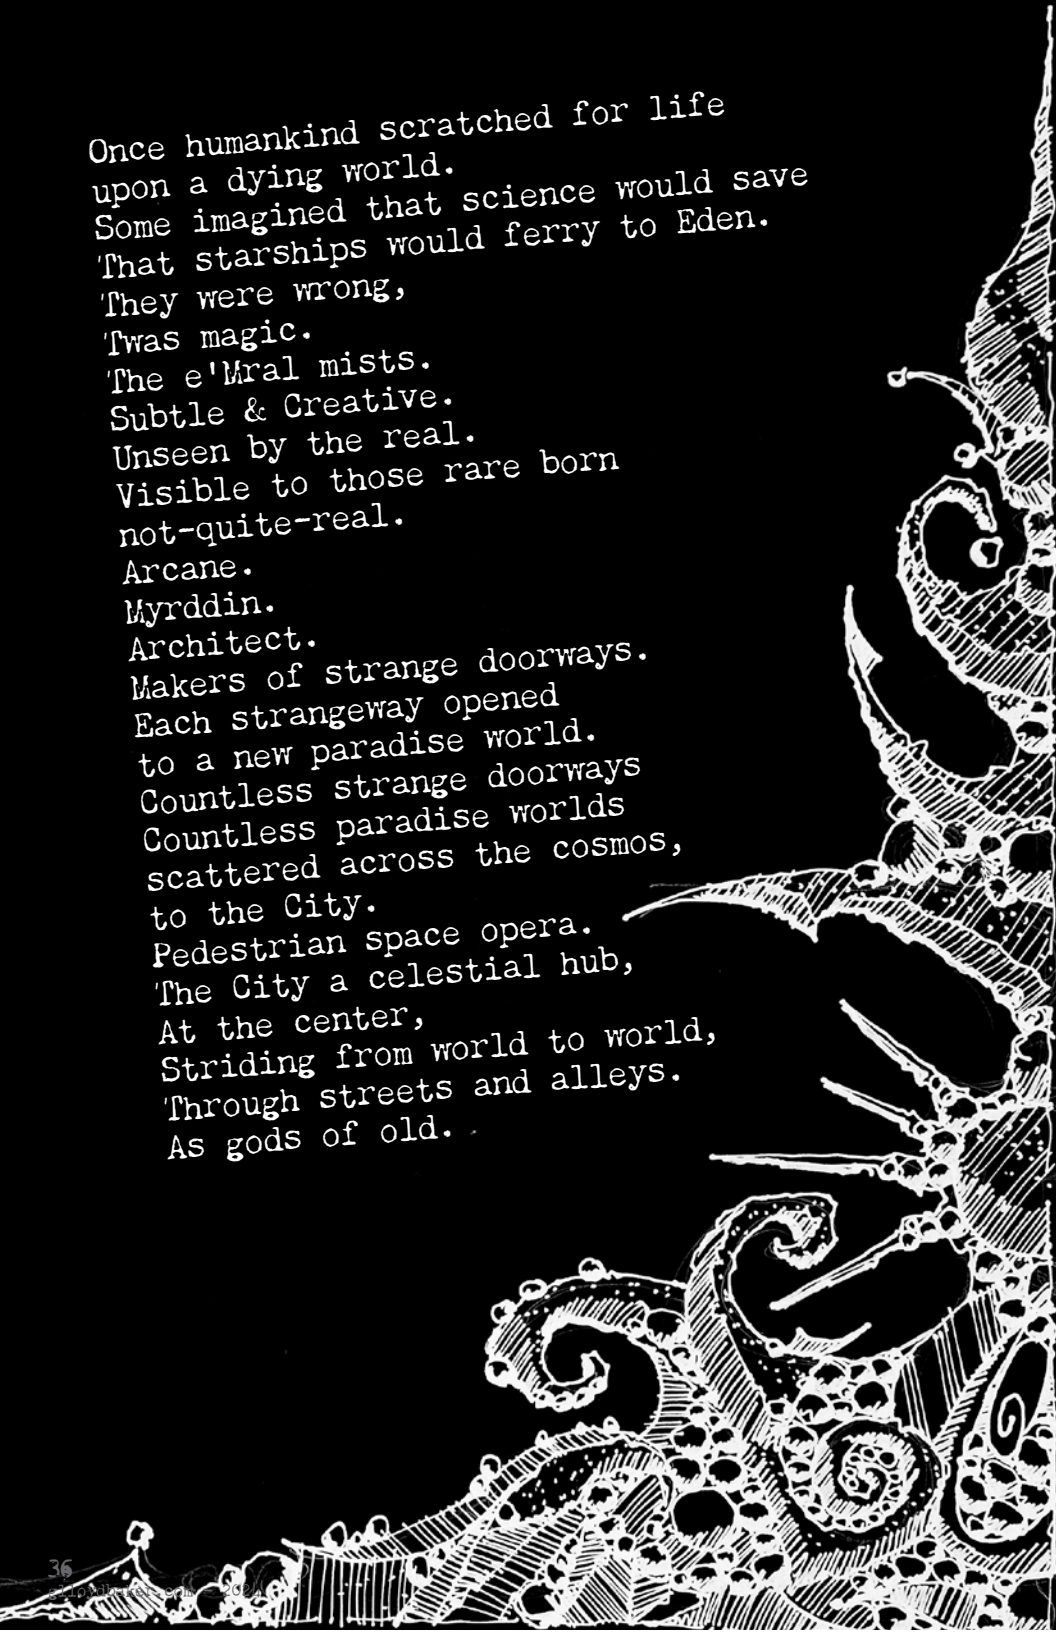 Once humankind scratched for life
upon a dying world.
Some imagined that science would save
That starships would ferry to Eden.
They were wrong,
'Twas magic.
The e'Mral mists.
Subtle & Creative.
Unseen by the real.
Visible to those rare born
not-quite-real.
Arcane.
Myrddin.
Architect.
Makers of strange doorways.
Each strangeway opened
to a new paradise world.
Countless strange doorways
Countless paradise worlds
scattered across the cosmos,
to the City.
Pedestrian space opera.
The City a celestial hub,
At the center,
Striding from world to world,
Through streets and alleys.
As gods of old.
36